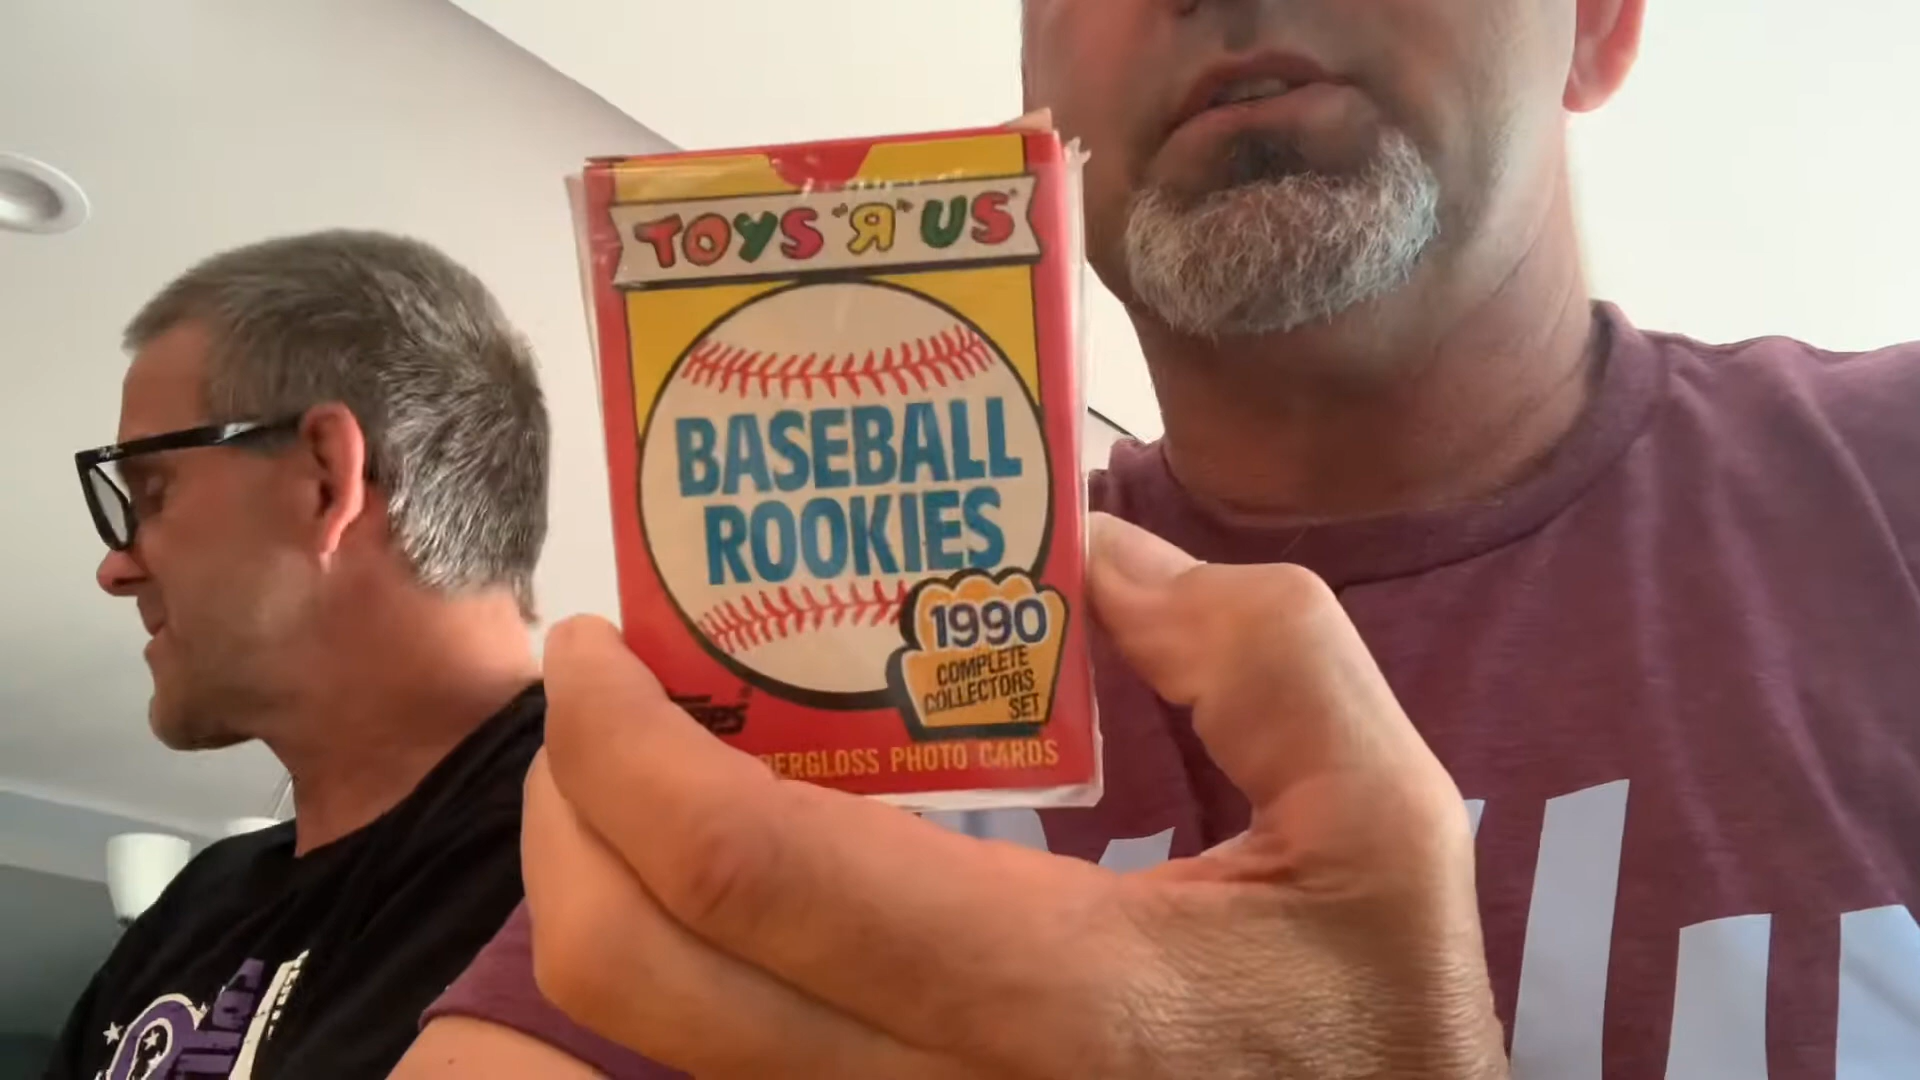 TOYS "R" US
BASEBALL
ROOKIES
1990
COMPLETE
COLLECTORS
SET
PHOTO CARDS